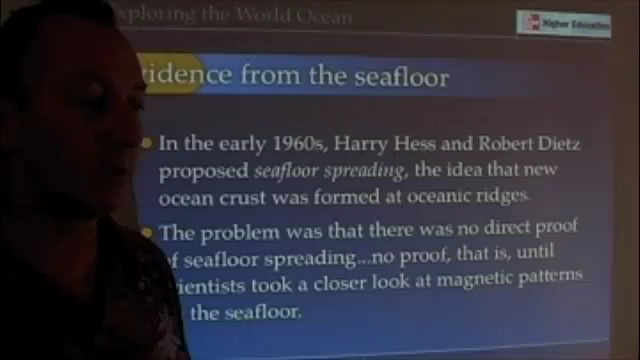 xploring the World Ocean
Higher Education
vidence from the seafloor
In the early 1960s, Harry Hess and Robert Dietz
proposed seafloor spreading, the idea that new
ocean crust was formed at oceanic ridges.
The problem was that there was no direct proof
of seafloor spreading...no proof, that is, until
cientists took a closer look at magnetic patterns
the seafloor.